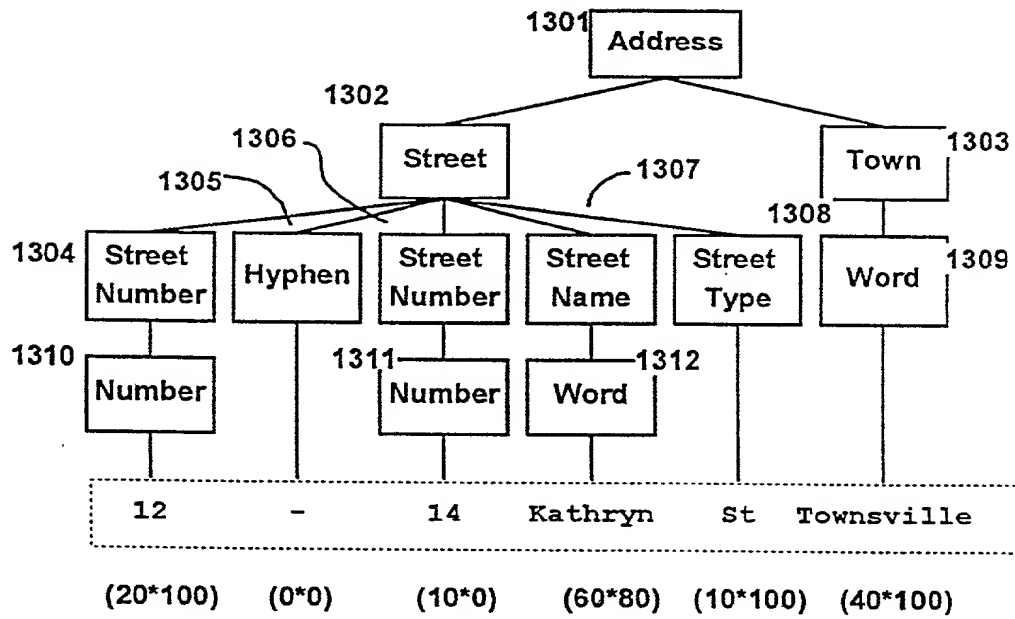 1301
Address
1302
1306
Street
1303
Town
1305
1307
1308
1304
Street
Number
Hyphen
Street
Number
Street
Name
Street
Type
1309
Word
1310
Number
1311
Number
1312
Word
12 - 14 Kathryn St Townsville
(20*100) (0*0) (10*0) (60*80) (10*100) (40*100)